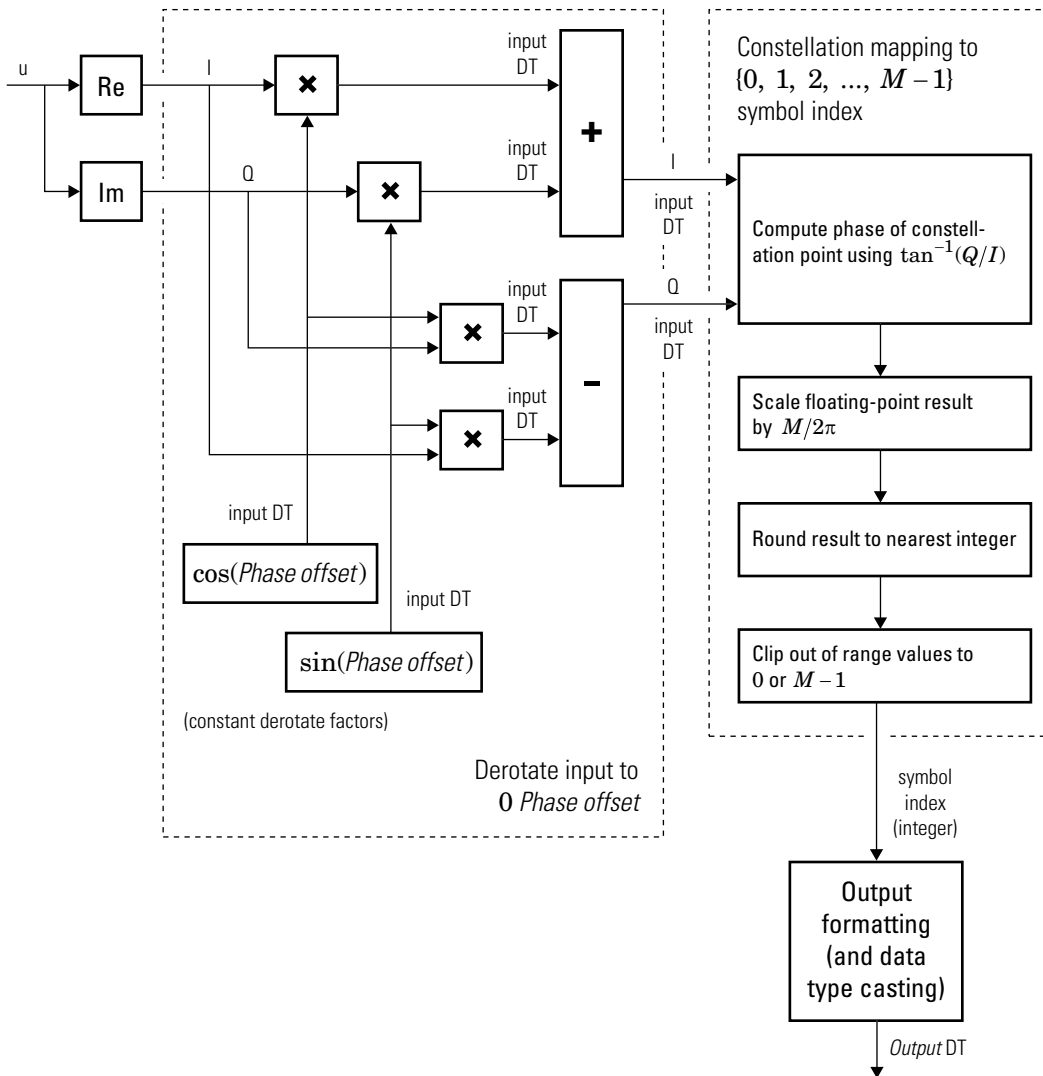 u
Re
I
×
input
DT
+
Im
Q
×
input
DT
I
input
DT
×
input
DT
−
Q
input
DT
×
input
DT
input DT
cos(Phase offset)
input DT
sin(Phase offset)
(constant derotate factors)
Derotate input to
0 Phase offset
Constellation mapping to
{0, 1, 2, ..., M – 1}
symbol index
Compute phase of constell-
ation point using tan⁻¹(Q/I)
Scale floating-point result
by M/2π
Round result to nearest integer
Clip out of range values to
0 or M – 1
symbol
index
(integer)
Output
formatting
(and data
type casting)
Output DT